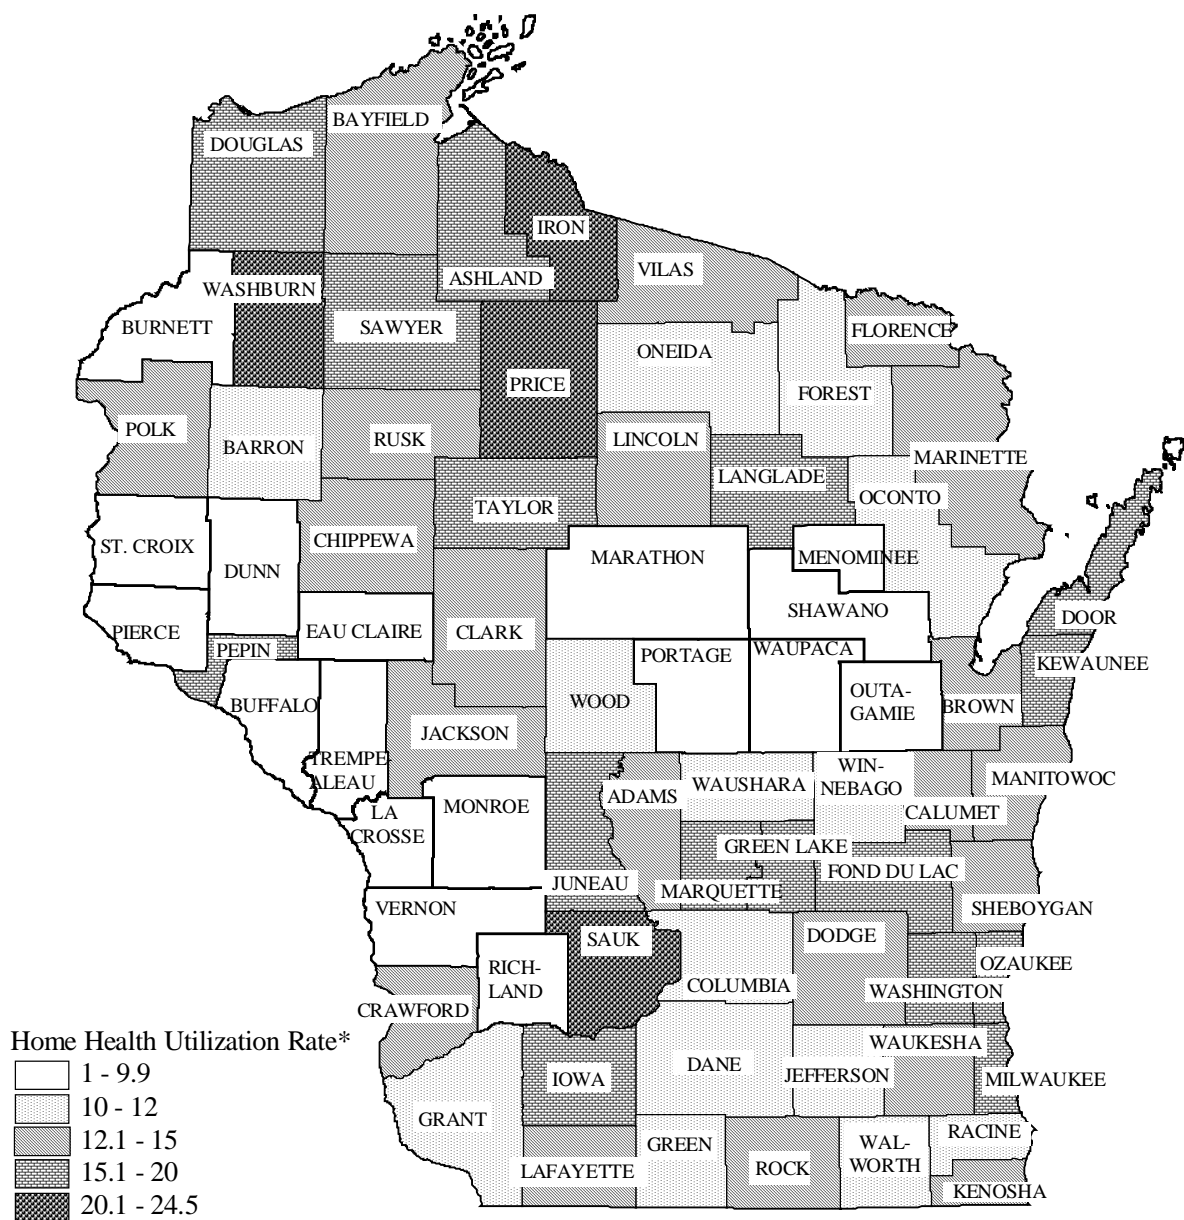 BAYFIELD
DOUGLAS
IRON
VILAS
ASHLAND
WASHBURN
BURNETT
SAWYER
FLORENCE
ONEIDA
PRICE
FOREST
POLK
BARRON
RUSK
LINCOLN
MARINETTE
LANGLADE
OCONTO
TAYLOR
ST. CROIX
CHIPPEWA
MARATHON
MENOMINEE
DUNN
SHAWANO
DOOR
PIERCE
EAU CLAIRE
CLARK
PEPIN
PORTAGE
WAUPACA
KEWAUNEE
BUFFALO
WOOD
OUTA-
GAMIE
BROWN
JACKSON
TREMPE-
ALEAU
WAUSHARA
WIN-
NEBAGO
MANITOWOC
ADAMS
MONROE
LA
CROSSE
CALUMET
GREEN LAKE
FOND DU LAC
JUNEAU
MARQUETTE
VERNON
SHEBOYGAN
SAUK
DODGE
RICH-
LAND
OZAUKEE
COLUMBIA
WASHINGTON
CRAWFORD
WAUKESHA
DANE
JEFFERSON
IOWA
MILWAUKEE
GRANT
GREEN
WAL-
WORTH
RACINE
LAFAYETTE
ROCK
KENOSHA
Home Health Utilization Rate*
1 - 9.9
10 - 12
12.1 - 15
15.1 - 20
20.1 - 24.5